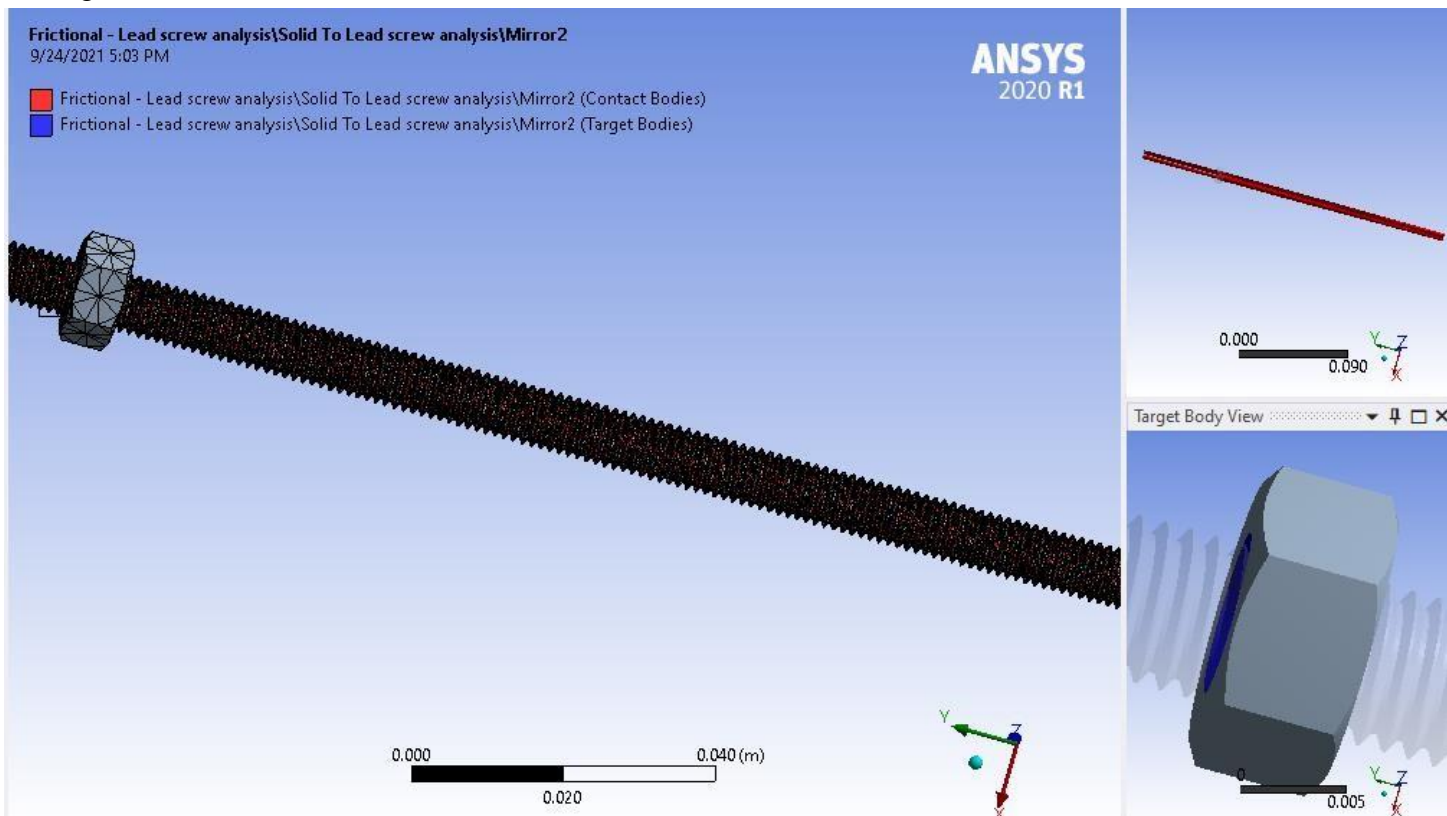 Frictional - Lead screw analysis\Solid To Lead screw analysis\Mirror2
9/24/2021 5:03 PM
Frictional - Lead screw analysis\Solid To Lead screw analysis\Mirror2 (Contact Bodies)
Frictional - Lead screw analysis\Solid To Lead screw analysis\Mirror2 (Target Bodies)
ANSYS
2020 R1
0.000
0.090
Y
Z
X
Target Body View
Y
Z
X
0.000
0.040 (m)
0.020
0
0.005
Y
Z
X